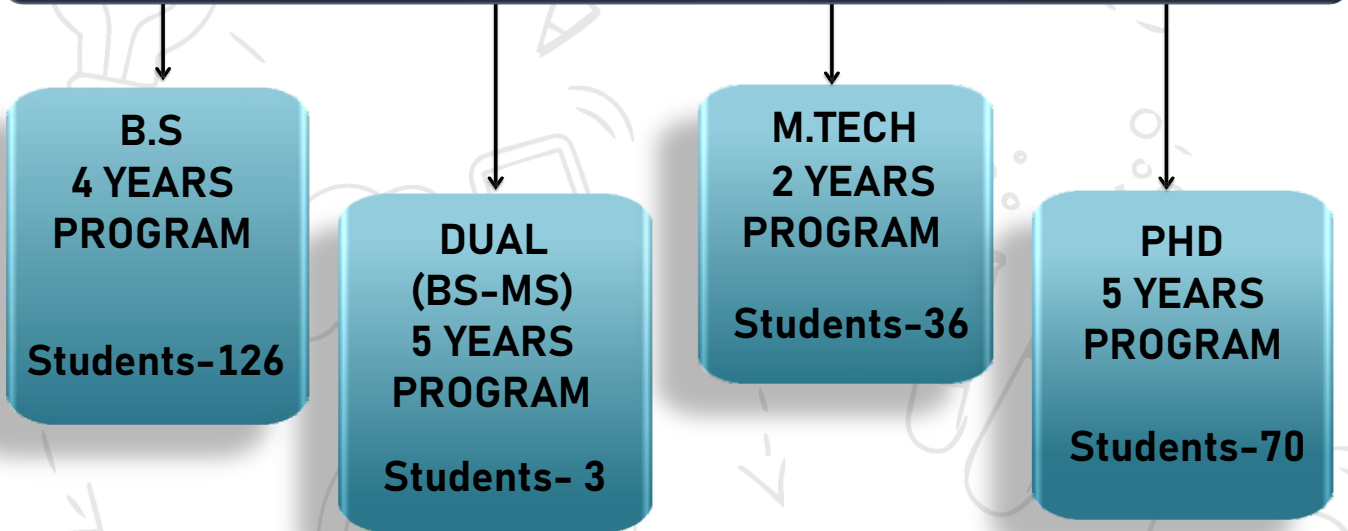 B.S
4 YEARS
PROGRAM
Students-126
DUAL
(BS-MS)
5 YEARS
PROGRAM
Students- 3
M.TECH
2 YEARS
PROGRAM
Students-36
PHD
5 YEARS
PROGRAM
Students-70